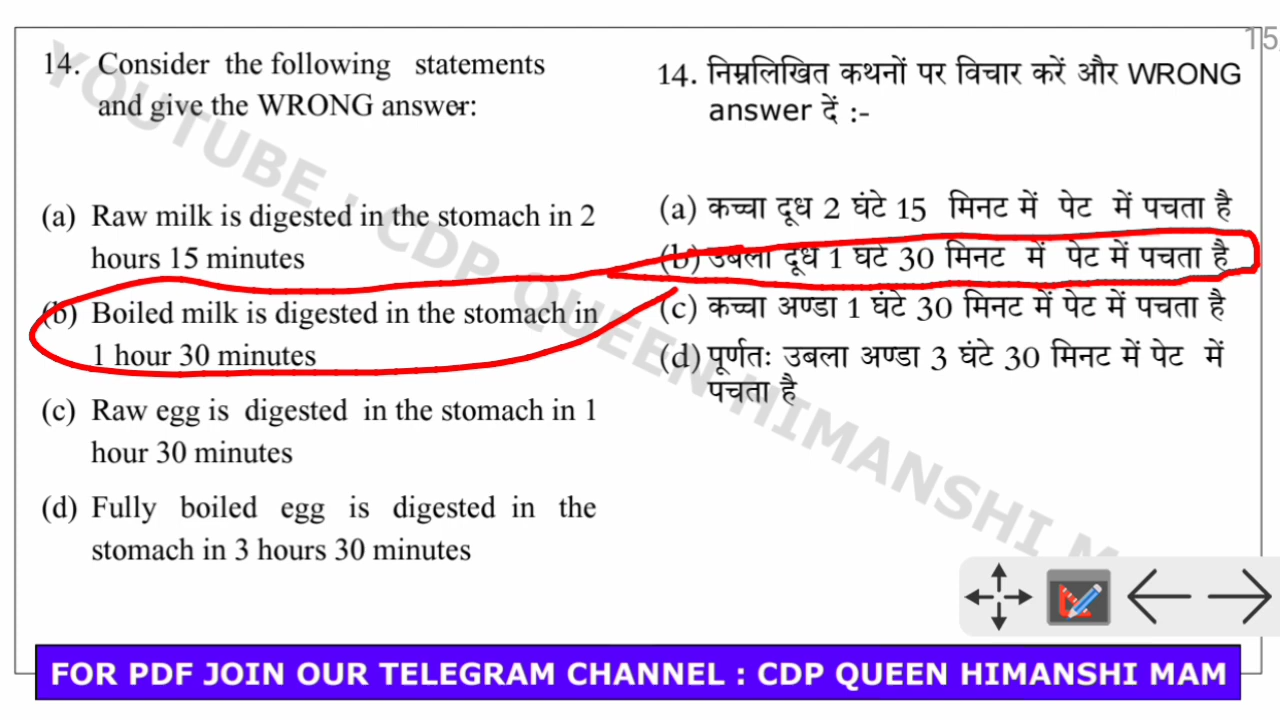 15
14. Consider the following statements
and give the WRONG answer:
(a) Raw milk is digested in the stomach in 2
hours 15 minutes
(b) Boiled milk is digested in the stomach in
1 hour 30 minutes
(c) Raw egg is digested in the stomach in 1
hour 30 minutes
(d) Fully boiled egg is digested in the
stomach in 3 hours 30 minutes
14. निम्नलिखित कथनों पर विचार करें और WRONG
answer दें :-
(a) कच्चा दूध 2 घंटे 15 मिनट में पेट में पचता है
(b) उबला दूध 1 घंटे 30 मिनट में पेट में पचता है
(c) कच्चा अण्डा 1 घंटे 30 मिनट में पेट में पचता है
(d) पूर्णतः उबला अण्डा 3 घंटे 30 मिनट में पेट में
पचता है
YOUTUBE : CDP QUEEN HIMANSHI M
FOR PDF JOIN OUR TELEGRAM CHANNEL : CDP QUEEN HIMANSHI MAM